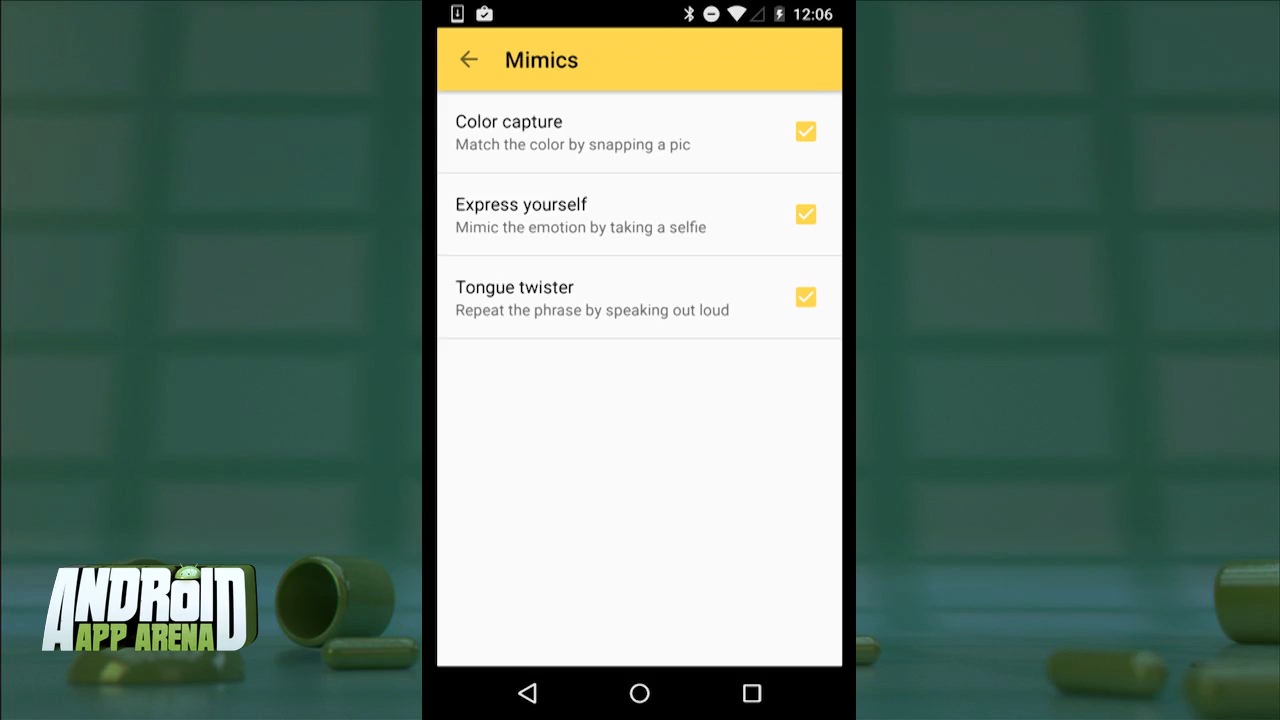 12:06
Mimics
Color capture
Match the color by snapping a pic
Express yourself
Mimic the emotion by taking a selfie
Tongue twister
Repeat the phrase by speaking out loud
ANDROID
APP ARENA